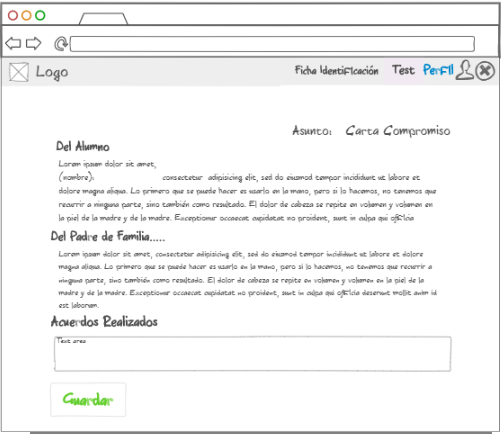 Logo
Ficha Identificación Test Perfil
Asunto: Carta Compromiso
Del Alumno
Lorem ipsum dolor sit amet,
(nombre): consectetur adipisicing elit, sed do eiusmod tempor incididunt ut labore et
dolore magna aliqua. Lo primero que se puede hacer es usarlo en la mano, pero si lo hacemos, no tenemos que
recurrir a ninguna parte, sino también como resultado. El dolor de cabeza se repite en volumen y volumen en
la piel de la madre y de la madre. Exceptionur occaecat cupidatat no proident, sunt in culpa qui officia
Del Padre de Familia.....
Lorem ipsum dolor sit amet, consectetur adipisicing elit, sed do eiusmod tempor incididunt ut labore et dolore
magna aliqua. Lo primero que se puede hacer es usarlo en la mano, pero si lo hacemos, no tenemos que recurrir a
ninguna parte, sino también como resultado. El dolor de cabeza se repite en volumen y volumen en la piel de la
madre y de la madre. Exceptionur occaecat cupidatat no proident, sunt in culpa qui officia deserunt mollit anim id
est laborum.
Acuerdos Realizados
Text area
Guardar